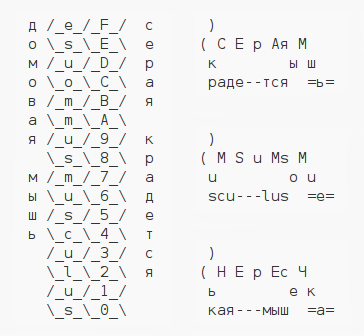 д /_e_/_F_/ с
о \_s_\_E_\ е
м /_u_/_D_/ р
о \_o_\_C_\ а
в /_m_/_B_/ я
а \_m_\_A_\
я /_u_/_9_/ к
\_s_\_8_\ р
м /_m_/_7_/ а
ы \_u_\_6_\ д
ш /_s_/_5_/ е
ь \_c_\_4_\ т
/_u_/_3_/ с
\_l_\_2_\ я
/_u_/_1_/
\_s_\_0_\
)
( С Е р Ая М
к ы ш
раде--тся =ь=
)
( M S u Ms M
u o u
scu---lus =e=
)
( Н Е р Ес Ч
ь е к
кая---мыш =а=